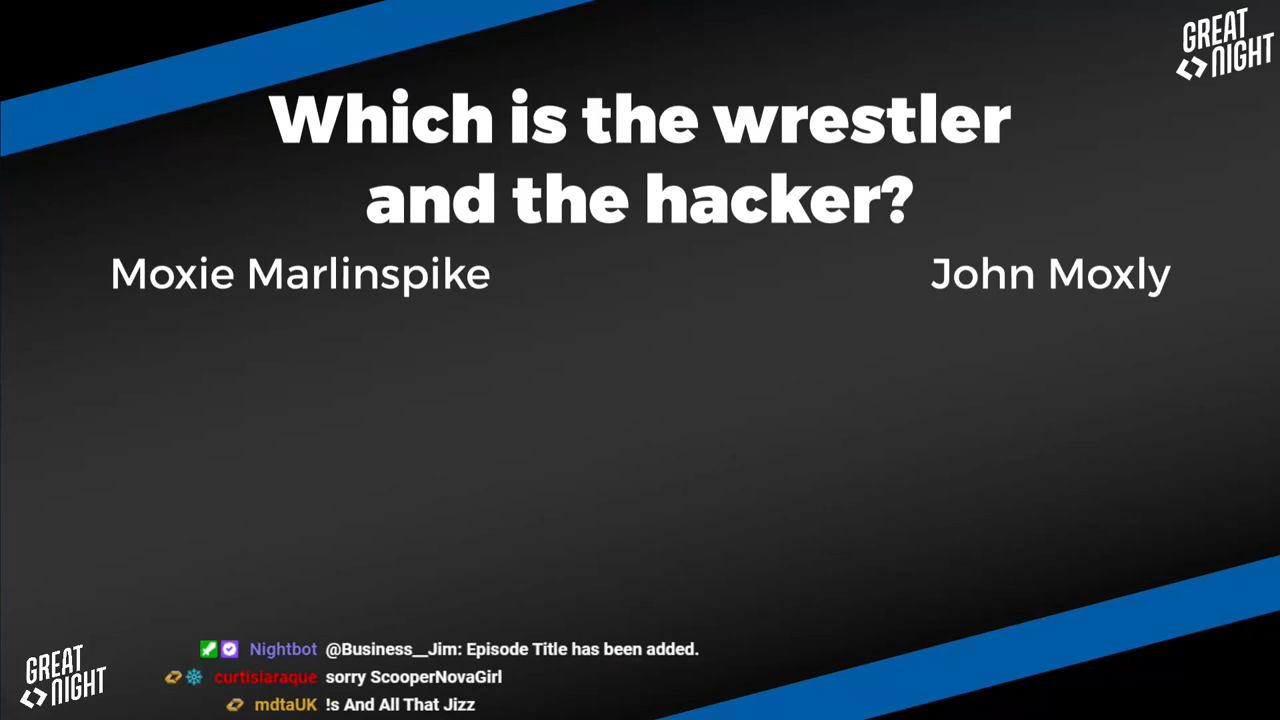 GREAT
NIGHT
Which is the wrestler
and the hacker?
Moxie Marlinspike
John Moxly
Nightbot @Business__Jim: Episode Title has been added.
curtislaraque sorry ScooperNovaGirl
mdtaUK !s And All That Jizz
GREAT
NIGHT